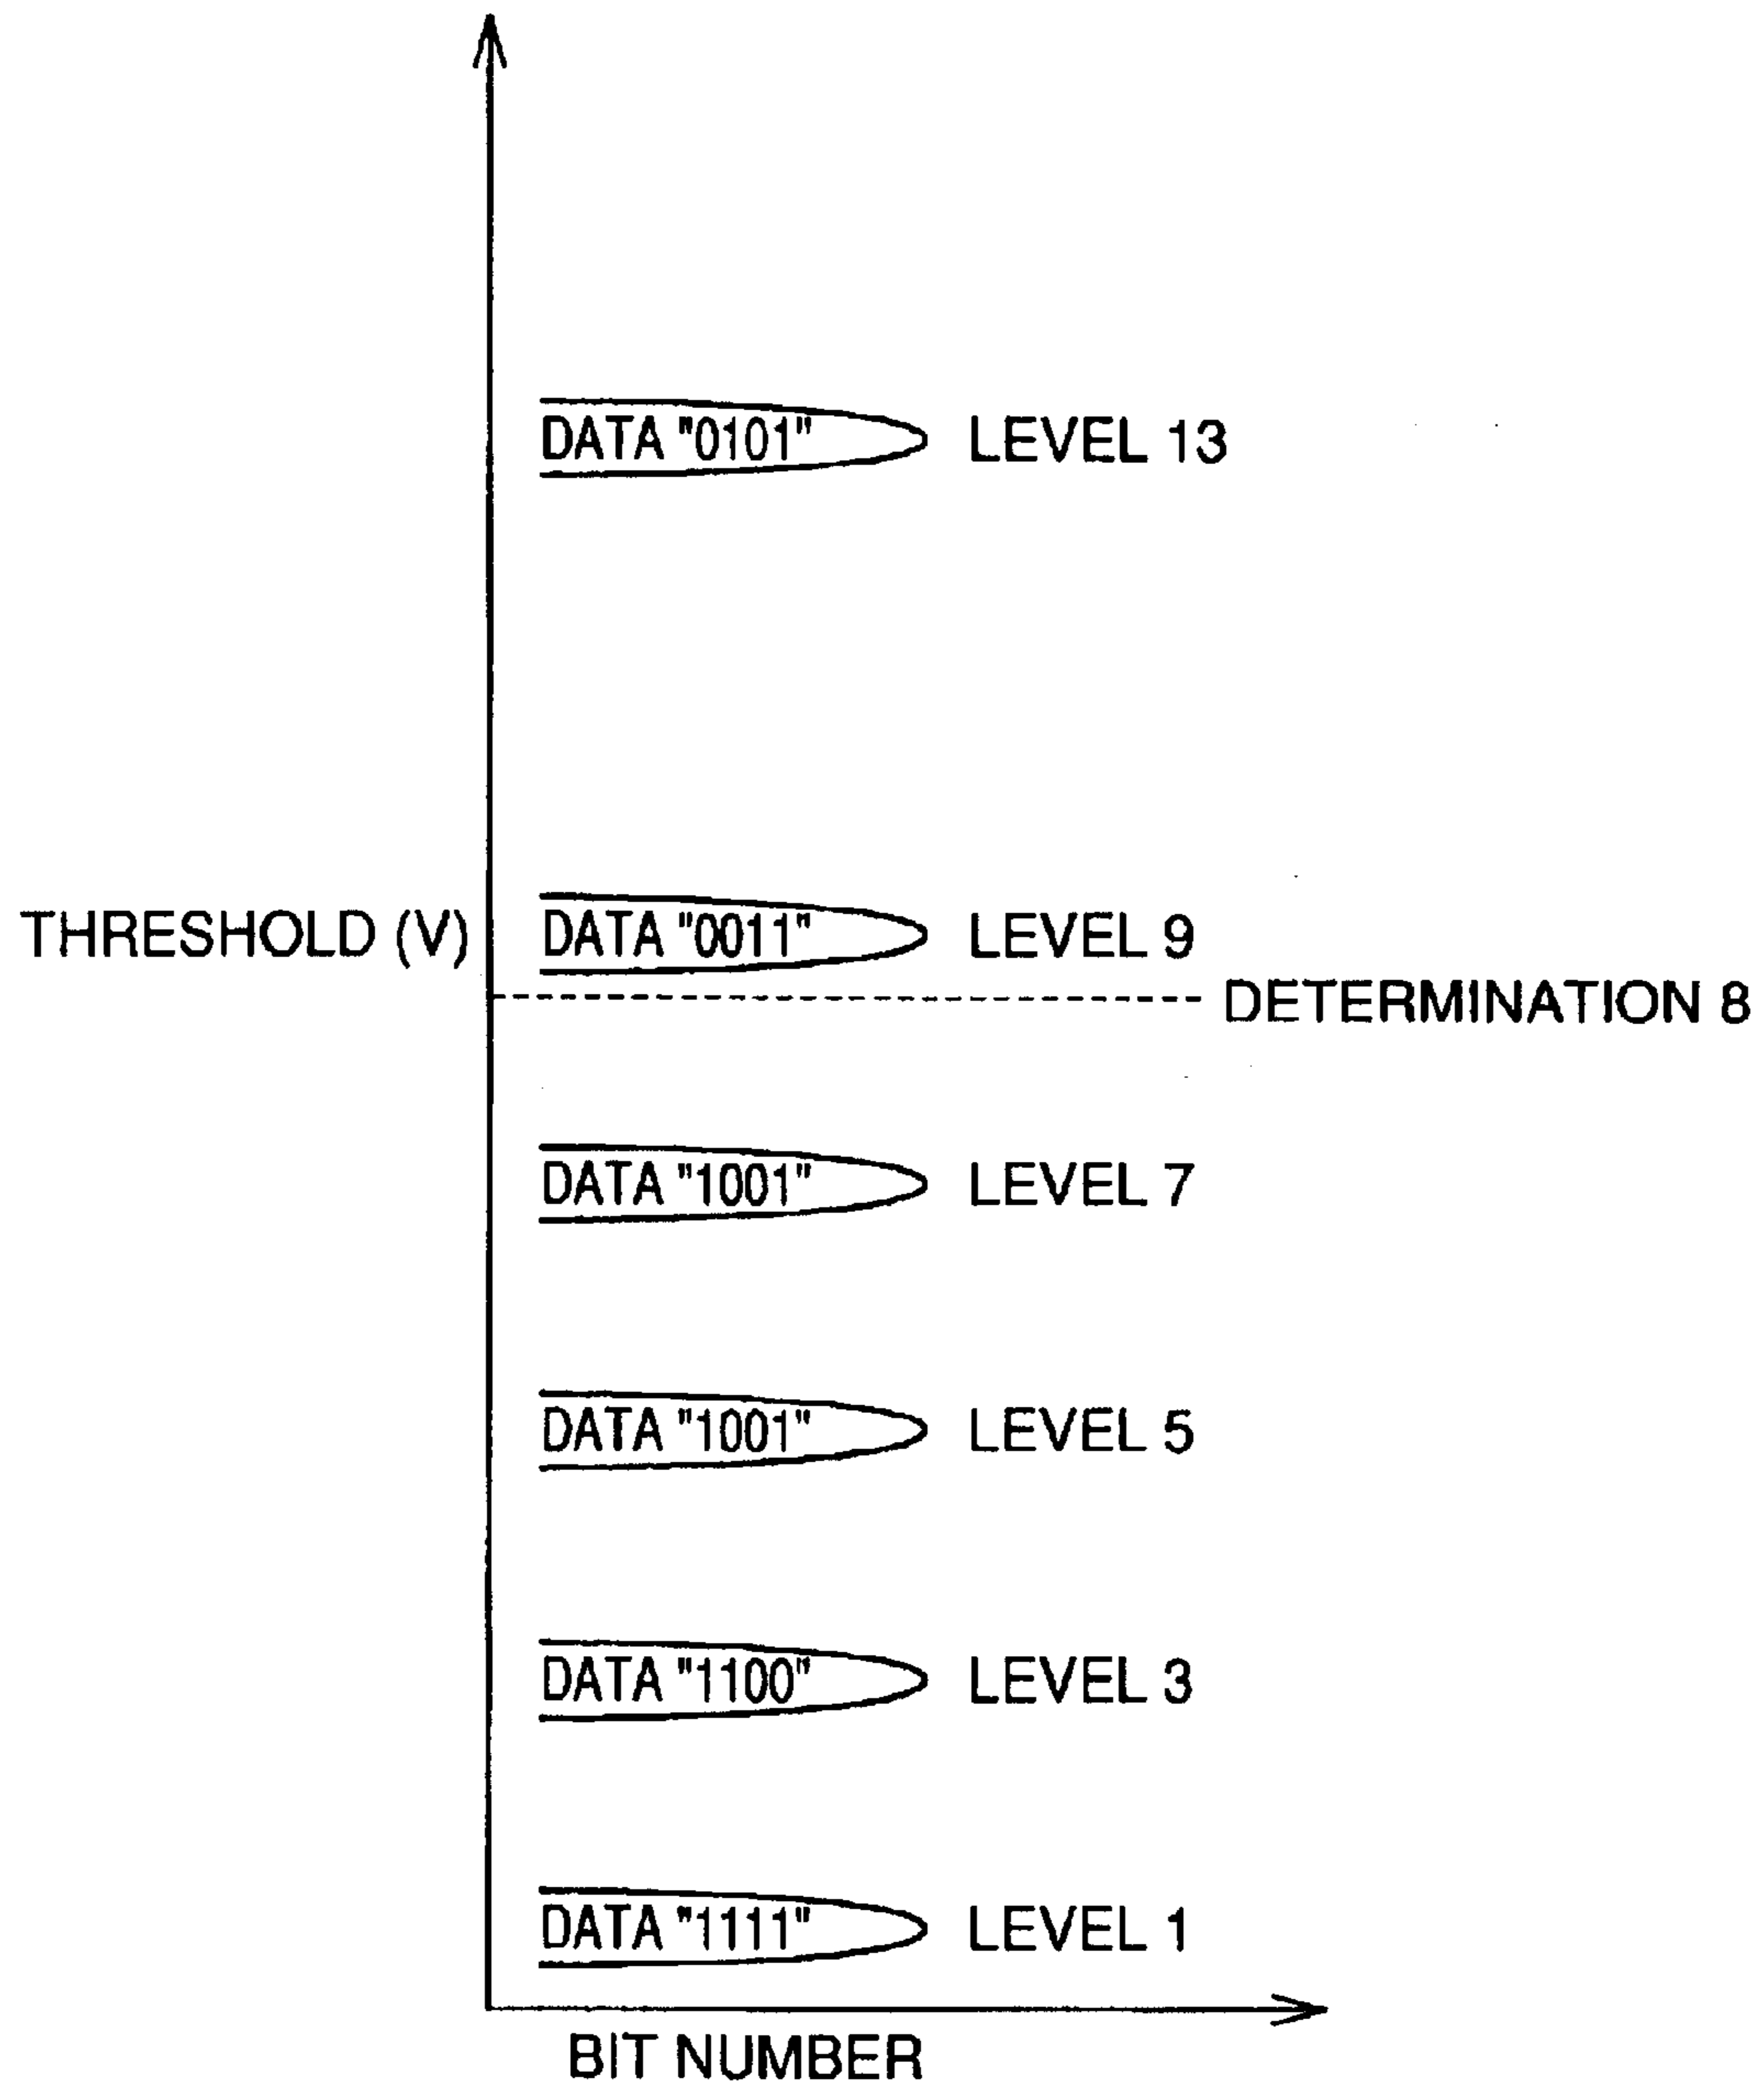 DATA "0101" LEVEL 13
THRESHOLD (V) DATA "0011" LEVEL 9
DETERMINATION 8
DATA "1001" LEVEL 7
DATA "1001" LEVEL 5
DATA "1100" LEVEL 3
DATA "1111" LEVEL 1
BIT NUMBER